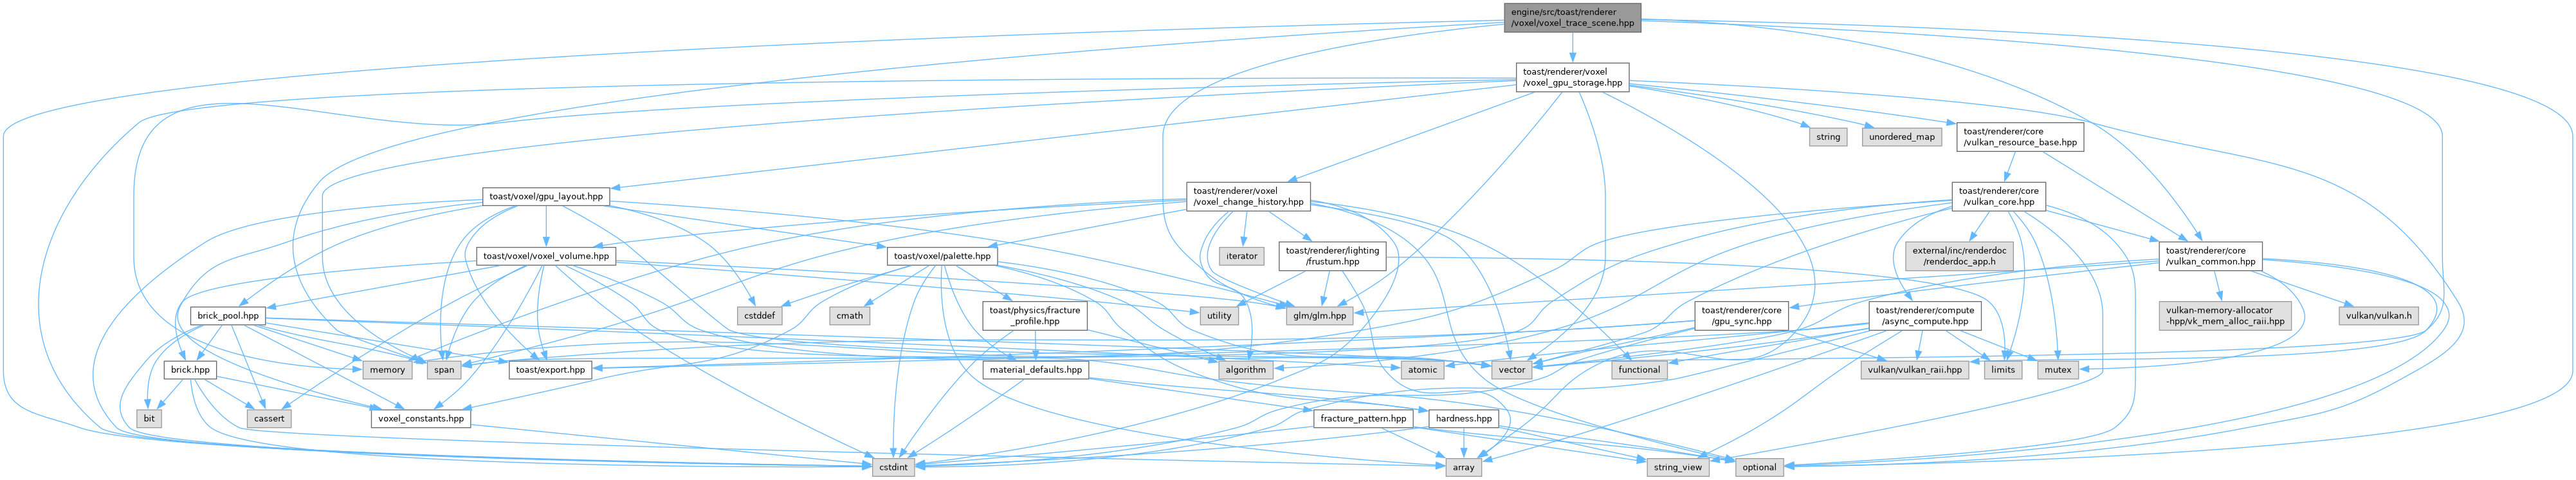 engine/src/toast/renderer
/voxel/voxel_trace_scene.hpp
toast/renderer/voxel
/voxel_gpu_storage.hpp
string
unordered_map
toast/renderer/core
/vulkan_resource_base.hpp
toast/voxel/gpu_layout.hpp
toast/renderer/voxel
/voxel_change_history.hpp
toast/renderer/core
/vulkan_core.hpp
toast/voxel/voxel_volume.hpp
toast/voxel/palette.hpp
iterator
toast/renderer/lighting
/frustum.hpp
external/inc/renderdoc
/renderdoc_app.h
toast/renderer/core
/vulkan_common.hpp
brick_pool.hpp
cstddef
cmath
toast/physics/fracture
_profile.hpp
utility
glm/glm.hpp
toast/renderer/core
/gpu_sync.hpp
toast/renderer/compute
/async_compute.hpp
vulkan-memory-allocator
-hpp/vk_mem_alloc_raii.hpp
vulkan/vulkan.h
brick.hpp
memory
span
toast/export.hpp
atomic
material_defaults.hpp
algorithm
vector
functional
vulkan/vulkan_raii.hpp
limits
mutex
bit
cassert
voxel_constants.hpp
fracture_pattern.hpp
hardness.hpp
cstdint
array
string_view
optional